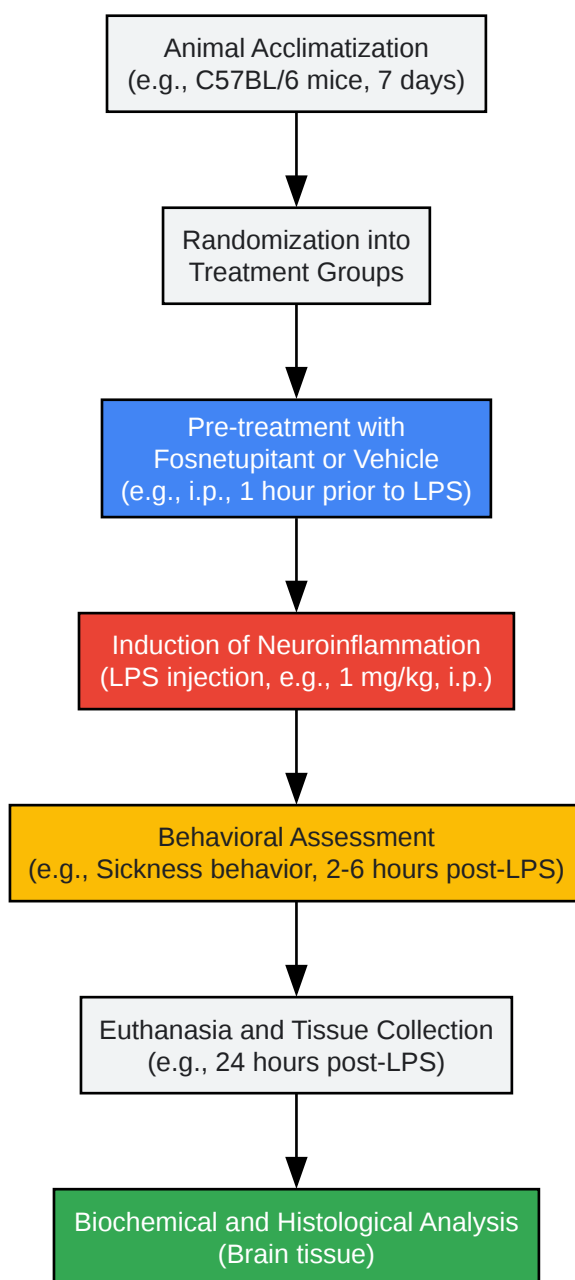 Animal Acclimatization
(e.g., C57BL/6 mice, 7 days)
Randomization into
Treatment Groups
Pre-treatment with
Fosnetupitant or Vehicle
(e.g., i.p., 1 hour prior to LPS)
Induction of Neuroinflammation
(LPS injection, e.g., 1 mg/kg, i.p.)
Behavioral Assessment
(e.g., Sickness behavior, 2-6 hours post-LPS)
Euthanasia and Tissue Collection
(e.g., 24 hours post-LPS)
Biochemical and Histological Analysis
(Brain tissue)